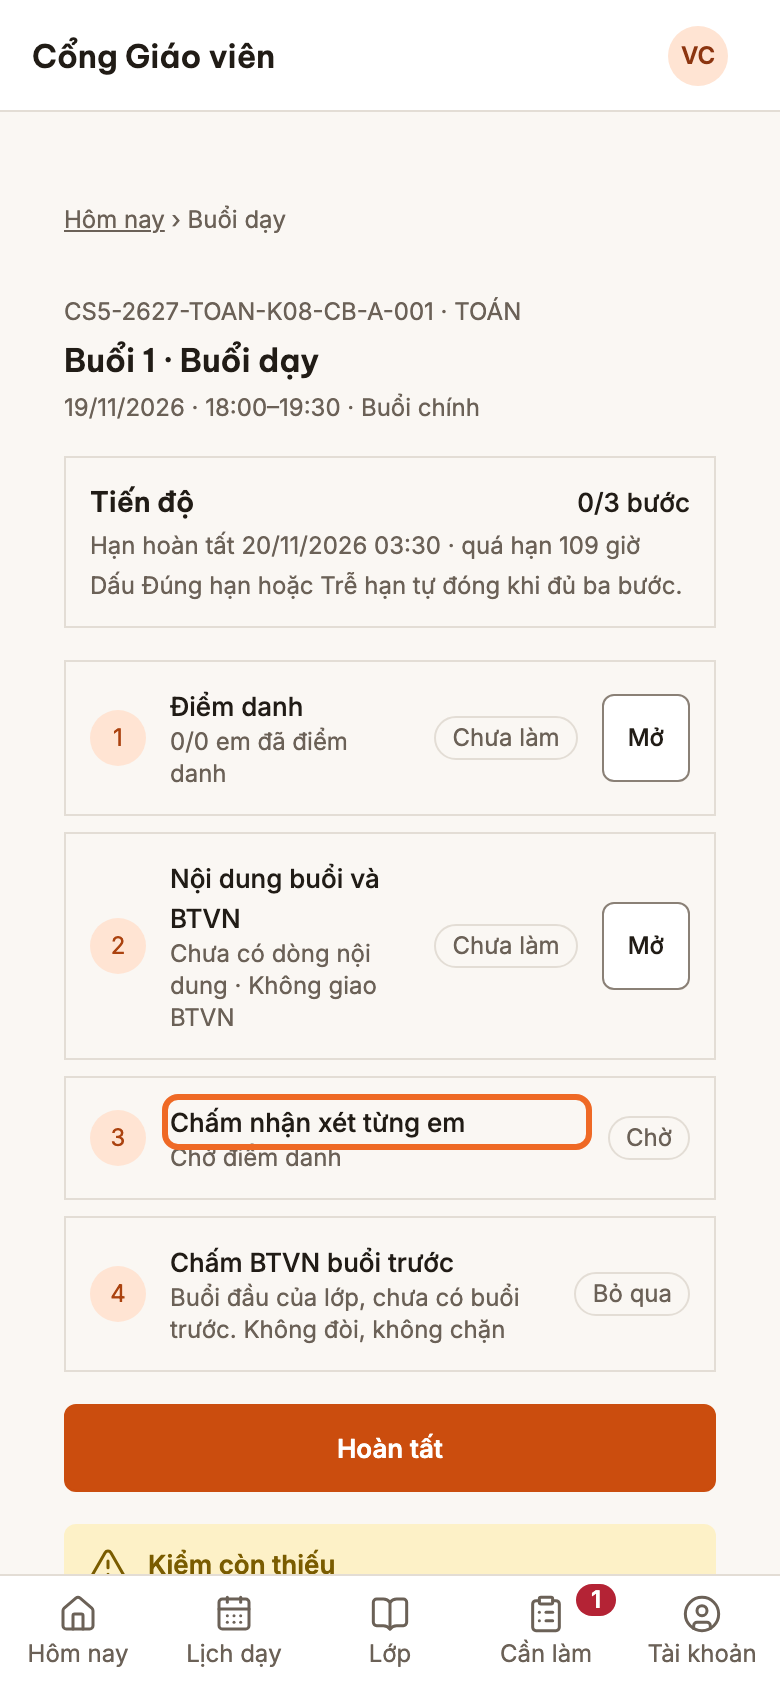 Cổng Giáo viên
VC
Hôm nay › Buổi dạy
CS5-2627-TOAN-K08-CB-A-001 · TOÁN
Buổi 1 · Buổi dạy
19/11/2026 · 18:00–19:30 · Buổi chính
Tiến độ
0/3 bước
Hạn hoàn tất 20/11/2026 03:30 · quá hạn 109 giờ
Dấu Đúng hạn hoặc Trễ hạn tự đóng khi đủ ba bước.
1
Điểm danh
0/0 em đã điểm
danh
Chưa làm
Mở
2
Nội dung buổi và
BTVN
Chưa có dòng nội
dung · Không giao
BTVN
Chưa làm
Mở
3
Chấm nhận xét từng em
Chờ điểm danh
Chờ
4
Chấm BTVN buổi trước
Buổi đầu của lớp, chưa có buổi
trước. Không đòi, không chặn
Bỏ qua
Hoàn tất
Kiểm còn thiếu
1
Hôm nay
Lịch dạy
Lớp
Cần làm
Tài khoản